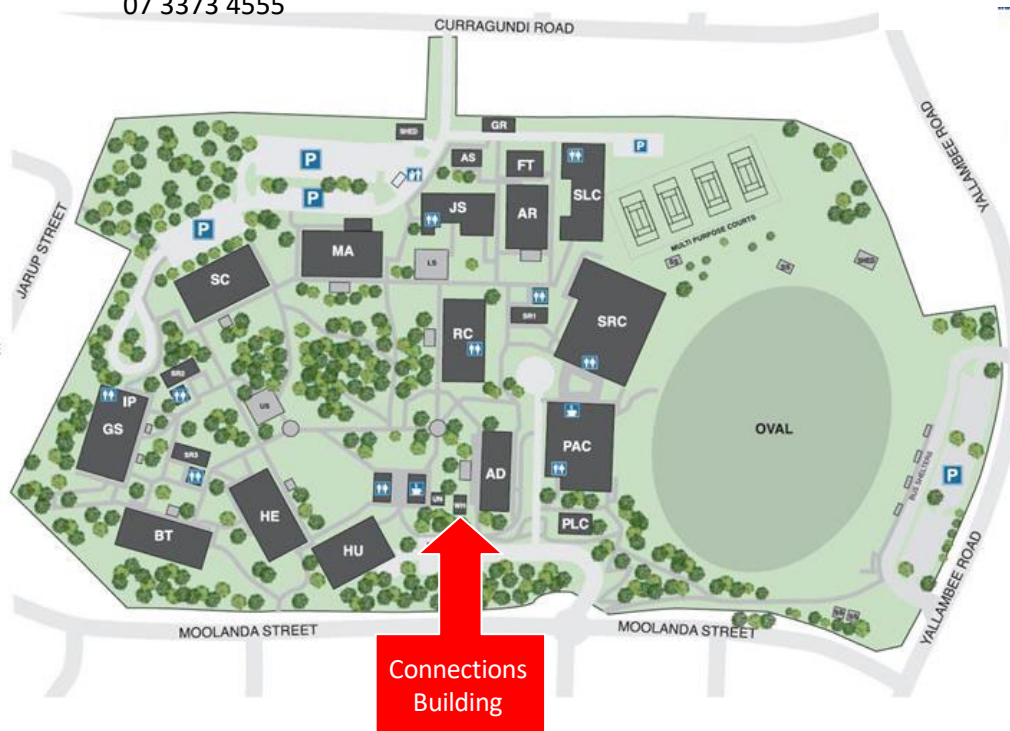 07 3373 4555
CURRAGUNDI ROAD
YALLAMBEE ROAD
JARUP STREET
SHED
GR
P
P
P
P
AS
FT
SLC
JS
AR
MULTI PURPOSE COURTS
MA
LS
SHED
SC
SR1
SRC
RC
SR2
IP
GS
US
OVAL
PAC
AD
SR3
BUS SHELTERS
P
HE
UN
BT
HU
PLC
YALLAMBEE ROAD
MOOLANDA STREET
MOOLANDA STREET
Connections
Building